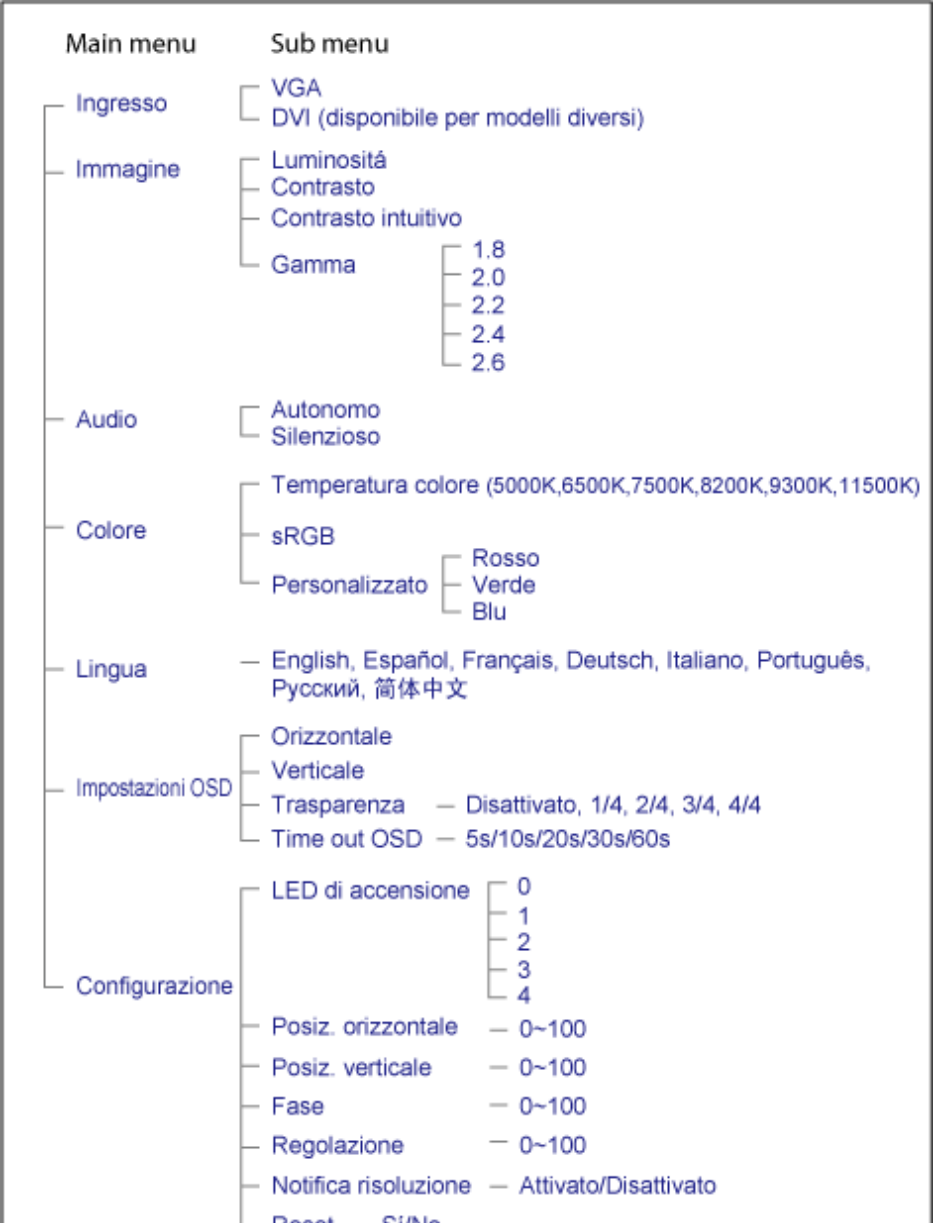 Main menu Sub menu
Ingresso
VGA
DVI (disponibile per modelli diversi)
Immagine
Luminositá
Contrasto
Contrasto intuitivo
Gamma
1.8
2.0
2.2
2.4
2.6
Audio
Autonomo
Silenzioso
Colore
Temperatura colore (5000K,6500K,7500K,8200K,9300K,11500K)
sRGB
Personalizzato
Rosso
Verde
Blu
Lingua
English, Español, Français, Deutsch, Italiano, Português,
Русский, 简体中文
Impostazioni OSD
Orizzontale
Verticale
Trasparenza — Disattivato, 1/4, 2/4, 3/4, 4/4
Time out OSD — 5s/10s/20s/30s/60s
Configurazione
LED di accensione
0
1
2
3
4
Posiz. orizzontale — 0~100
Posiz. verticale — 0~100
Fase — 0~100
Regolazione — 0~100
Notifica risoluzione — Attivato/Disattivato